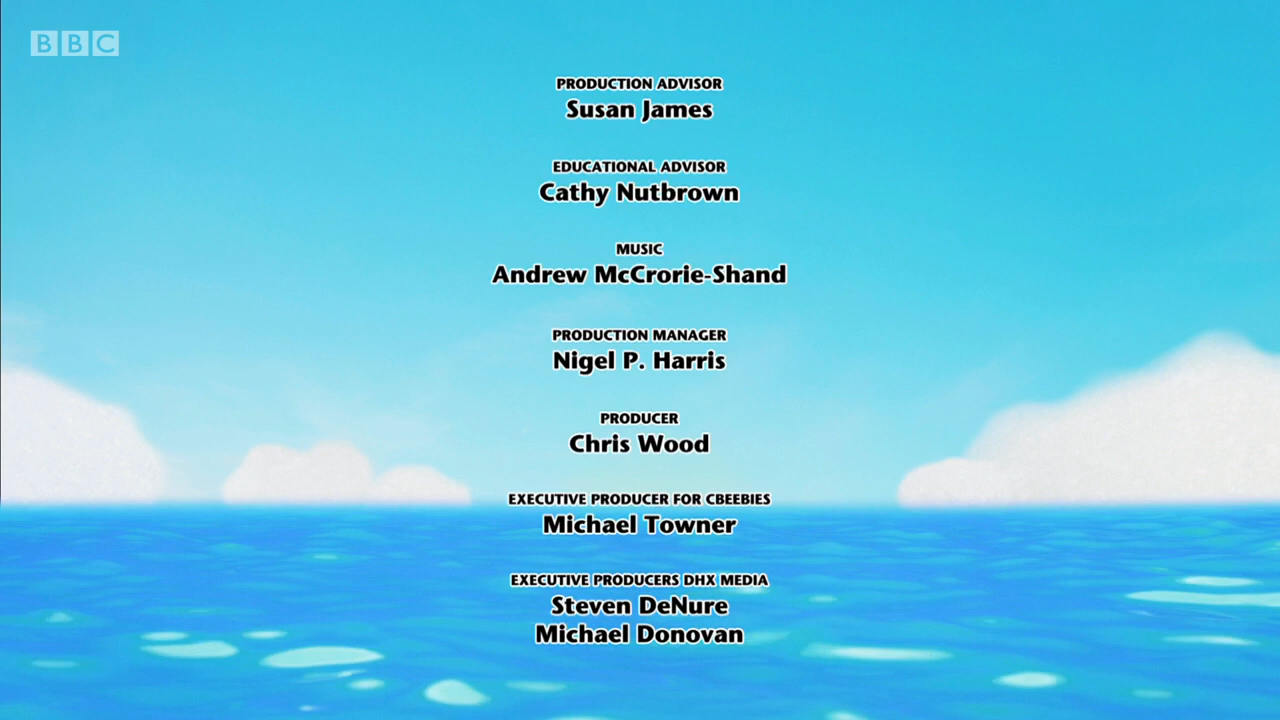 BBC
PRODUCTION ADVISOR
Susan James
EDUCATIONAL ADVISOR
Cathy Nutbrown
MUSIC
Andrew McCrorie-Shand
PRODUCTION MANAGER
Nigel P. Harris
PRODUCER
Chris Wood
EXECUTIVE PRODUCER FOR CBEEBIES
Michael Towner
EXECUTIVE PRODUCERS DHX MEDIA
Steven DeNure
Michael Donovan